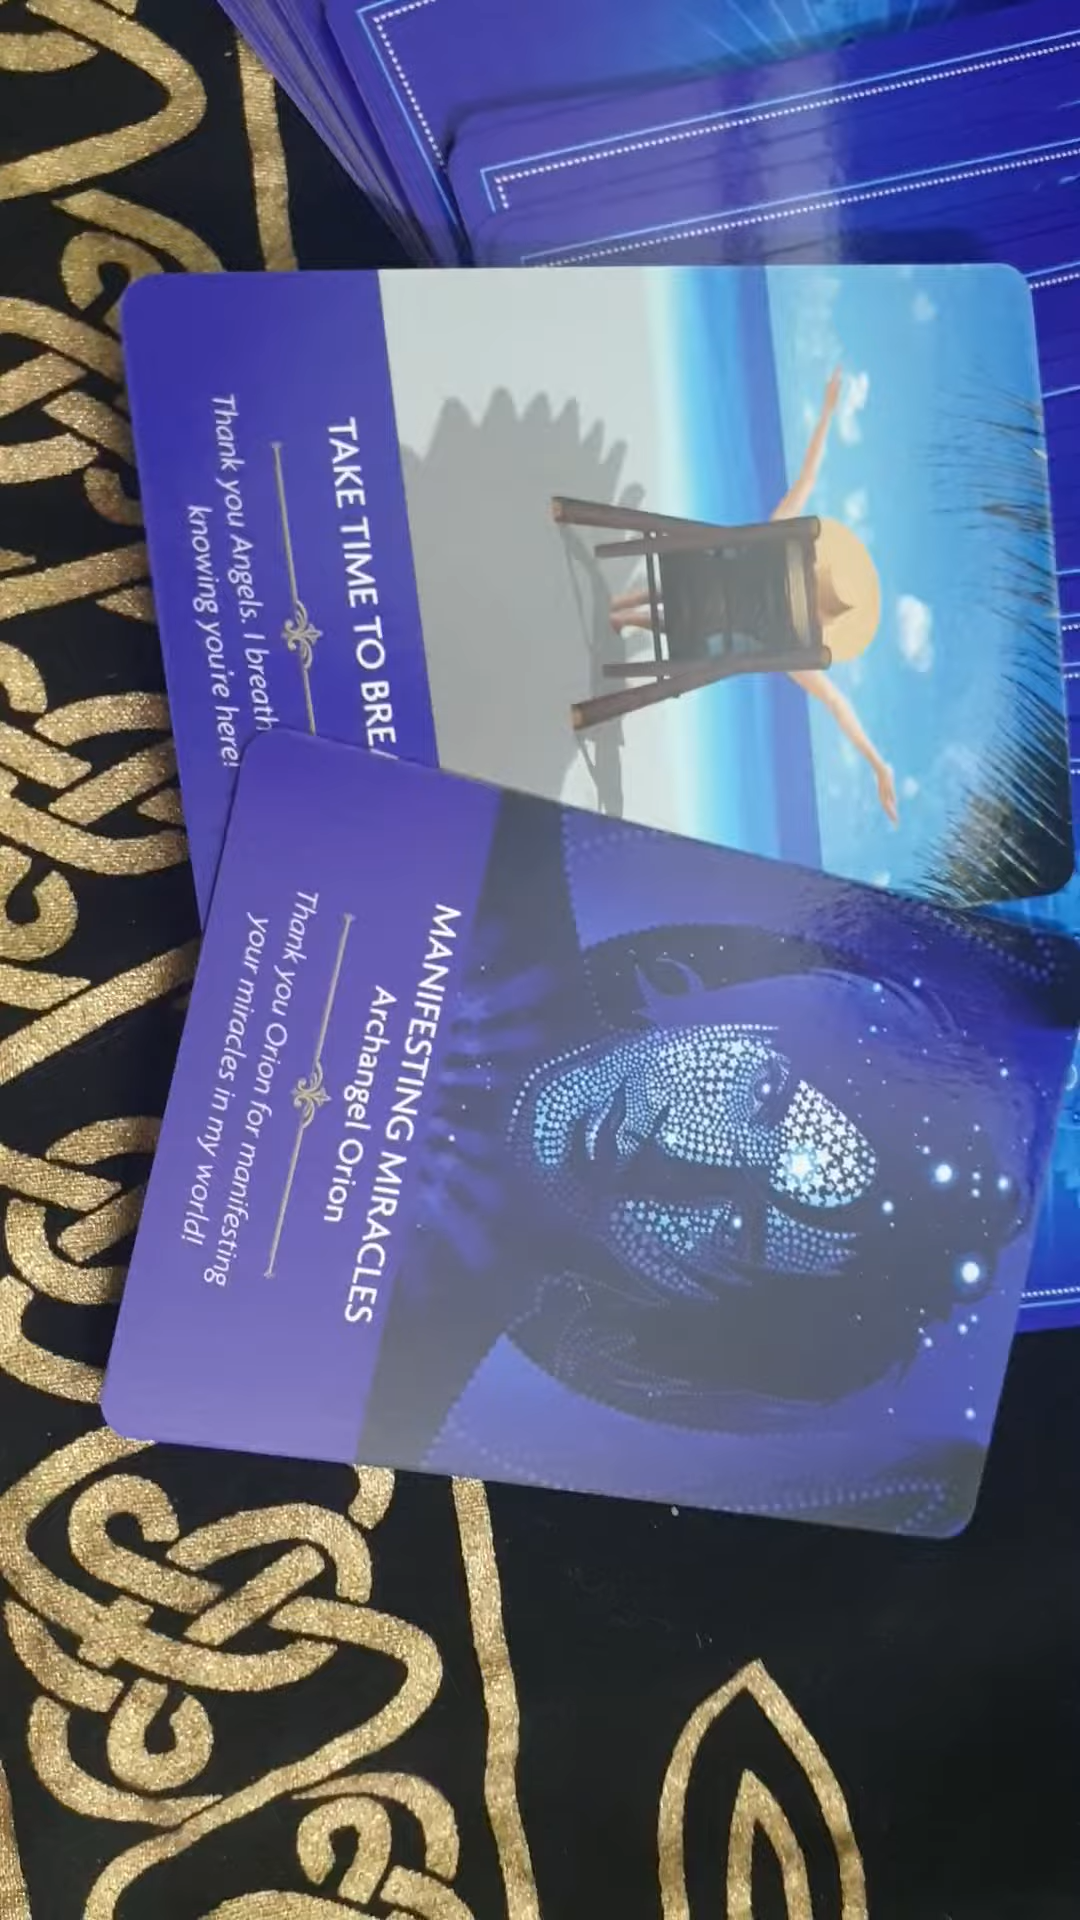 TAKE TIME TO BREA
Thank you Angels. I breath
knowing you're here!
MANIFESTING MIRACLES
Archangel Orion
Thank you Orion for manifesting
your miracles in my world!